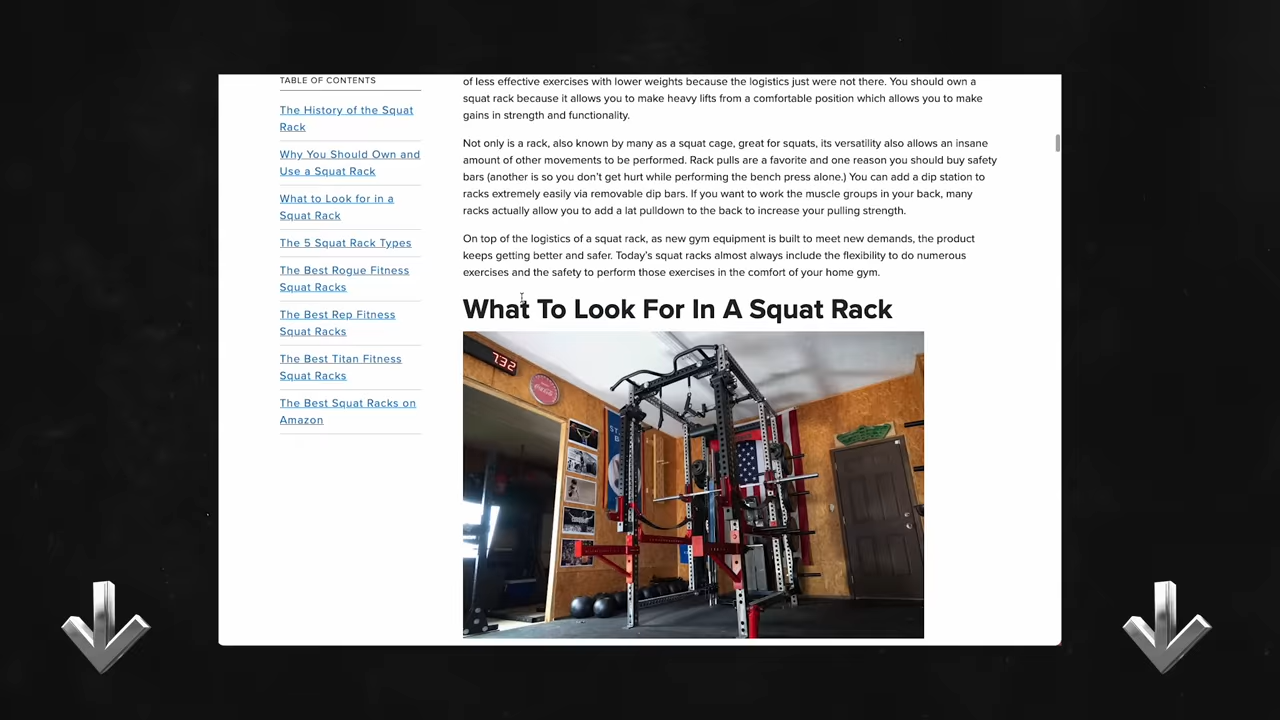 TABLE OF CONTENTS
The History of the Squat
Rack
Why You Should Own and
Use a Squat Rack
What to Look for in a
Squat Rack
The 5 Squat Rack Types
The Best Rogue Fitness
Squat Racks
The Best Rep Fitness
Squat Racks
The Best Titan Fitness
Squat Racks
The Best Squat Racks on
Amazon
of less effective exercises with lower weights because the logistics just were not there. You should own a
squat rack because it allows you to make heavy lifts from a comfortable position which allows you to make
gains in strength and functionality.
Not only is a rack, also known by many as a squat cage, great for squats, its versatility also allows an insane
amount of other movements to be performed. Rack pulls are a favorite and one reason you should buy safety
bars (another is so you don't get hurt while performing the bench press alone.) You can add a dip station to
racks extremely easily via removable dip bars. If you want to work the muscle groups in your back, many
racks actually allow you to add a lat pulldown to the back to increase your pulling strength.
On top of the logistics of a squat rack, as new gym equipment is built to meet new demands, the product
keeps getting better and safer. Today's squat racks almost always include the flexibility to do numerous
exercises and the safety to perform those exercises in the comfort of your home gym.
What To Look For In A Squat Rack
732
Coca-Cola